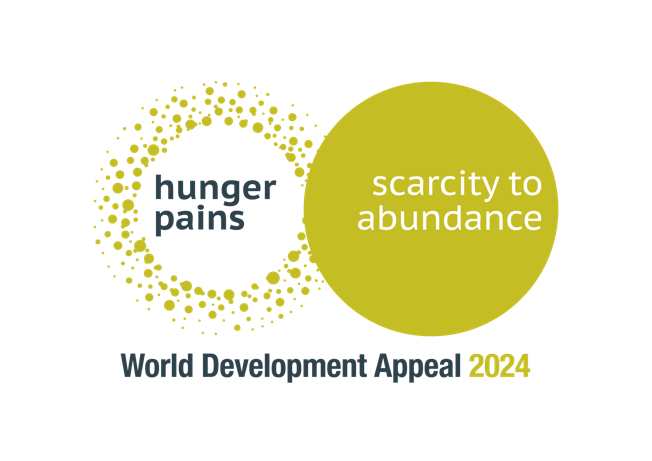 hunger
pains
scarcity to
abundance
World Development Appeal 2024